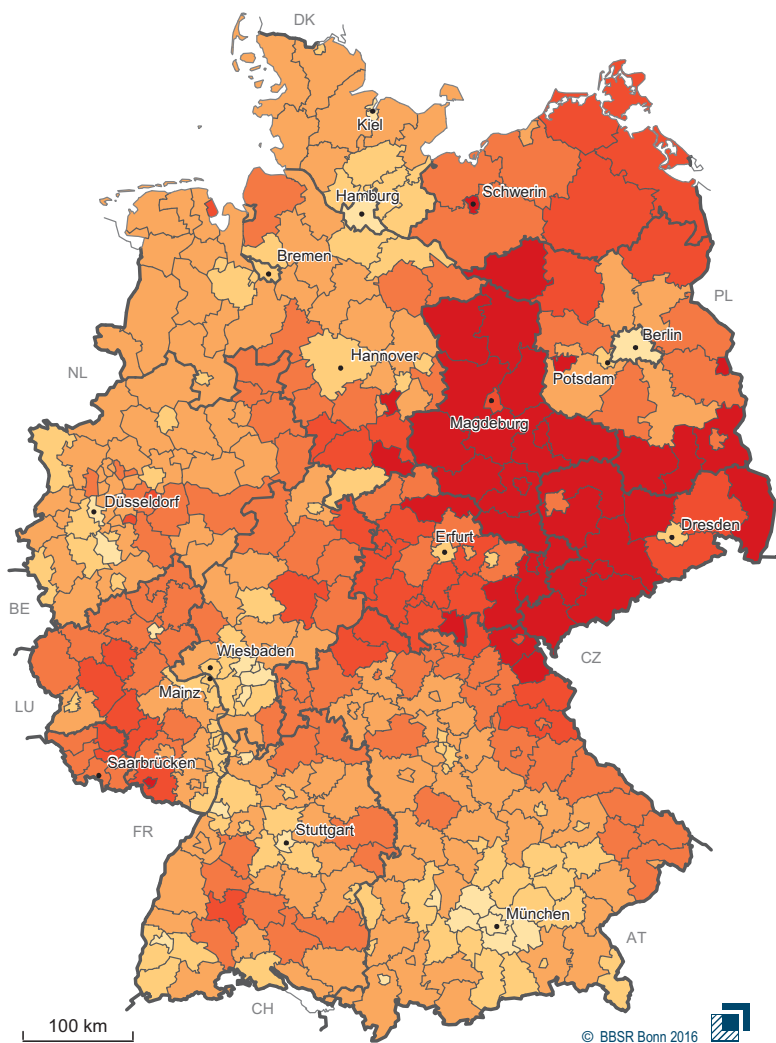 DK
Kiel
Hamburg
Schwerin
Bremen
PL
Berlin
Hannover
NL
Potsdam
Magdeburg
Düsseldorf
Dresden
Erfurt
BE
Wiesbaden
CZ
Mainz
LU
Saarbrücken
FR
Stuttgart
München
AT
CH
100 km
© BBSR Bonn 2016